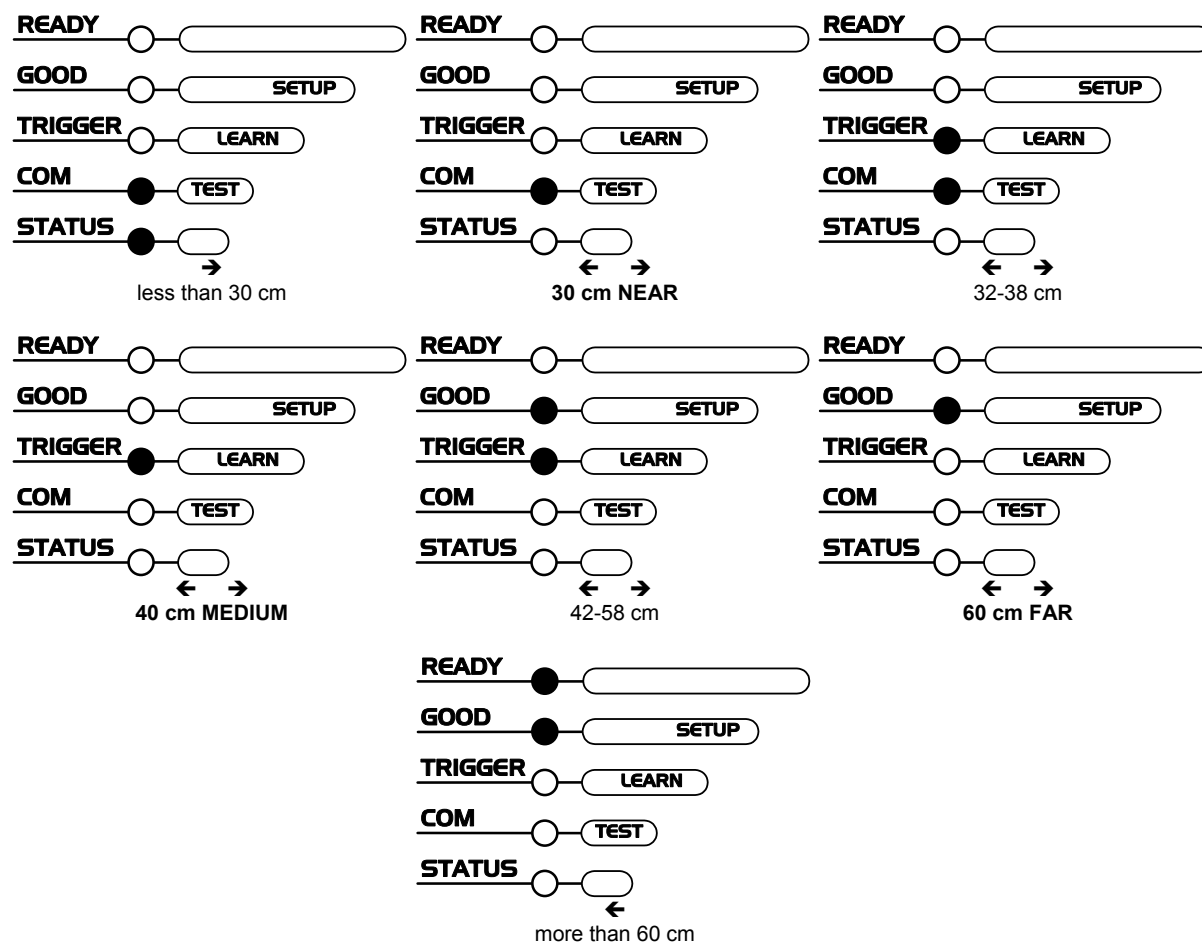 READY
GOOD
SETUP
TRIGGER
LEARN
COM
TEST
STATUS
less than 30 cm
READY
GOOD
SETUP
TRIGGER
LEARN
COM
TEST
STATUS
30 cm NEAR
READY
GOOD
SETUP
TRIGGER
LEARN
COM
TEST
STATUS
32-38 cm
READY
GOOD
SETUP
TRIGGER
LEARN
COM
TEST
STATUS
40 cm MEDIUM
READY
GOOD
SETUP
TRIGGER
LEARN
COM
TEST
STATUS
42-58 cm
READY
GOOD
SETUP
TRIGGER
LEARN
COM
TEST
STATUS
60 cm FAR
READY
GOOD
SETUP
TRIGGER
LEARN
COM
TEST
STATUS
more than 60 cm